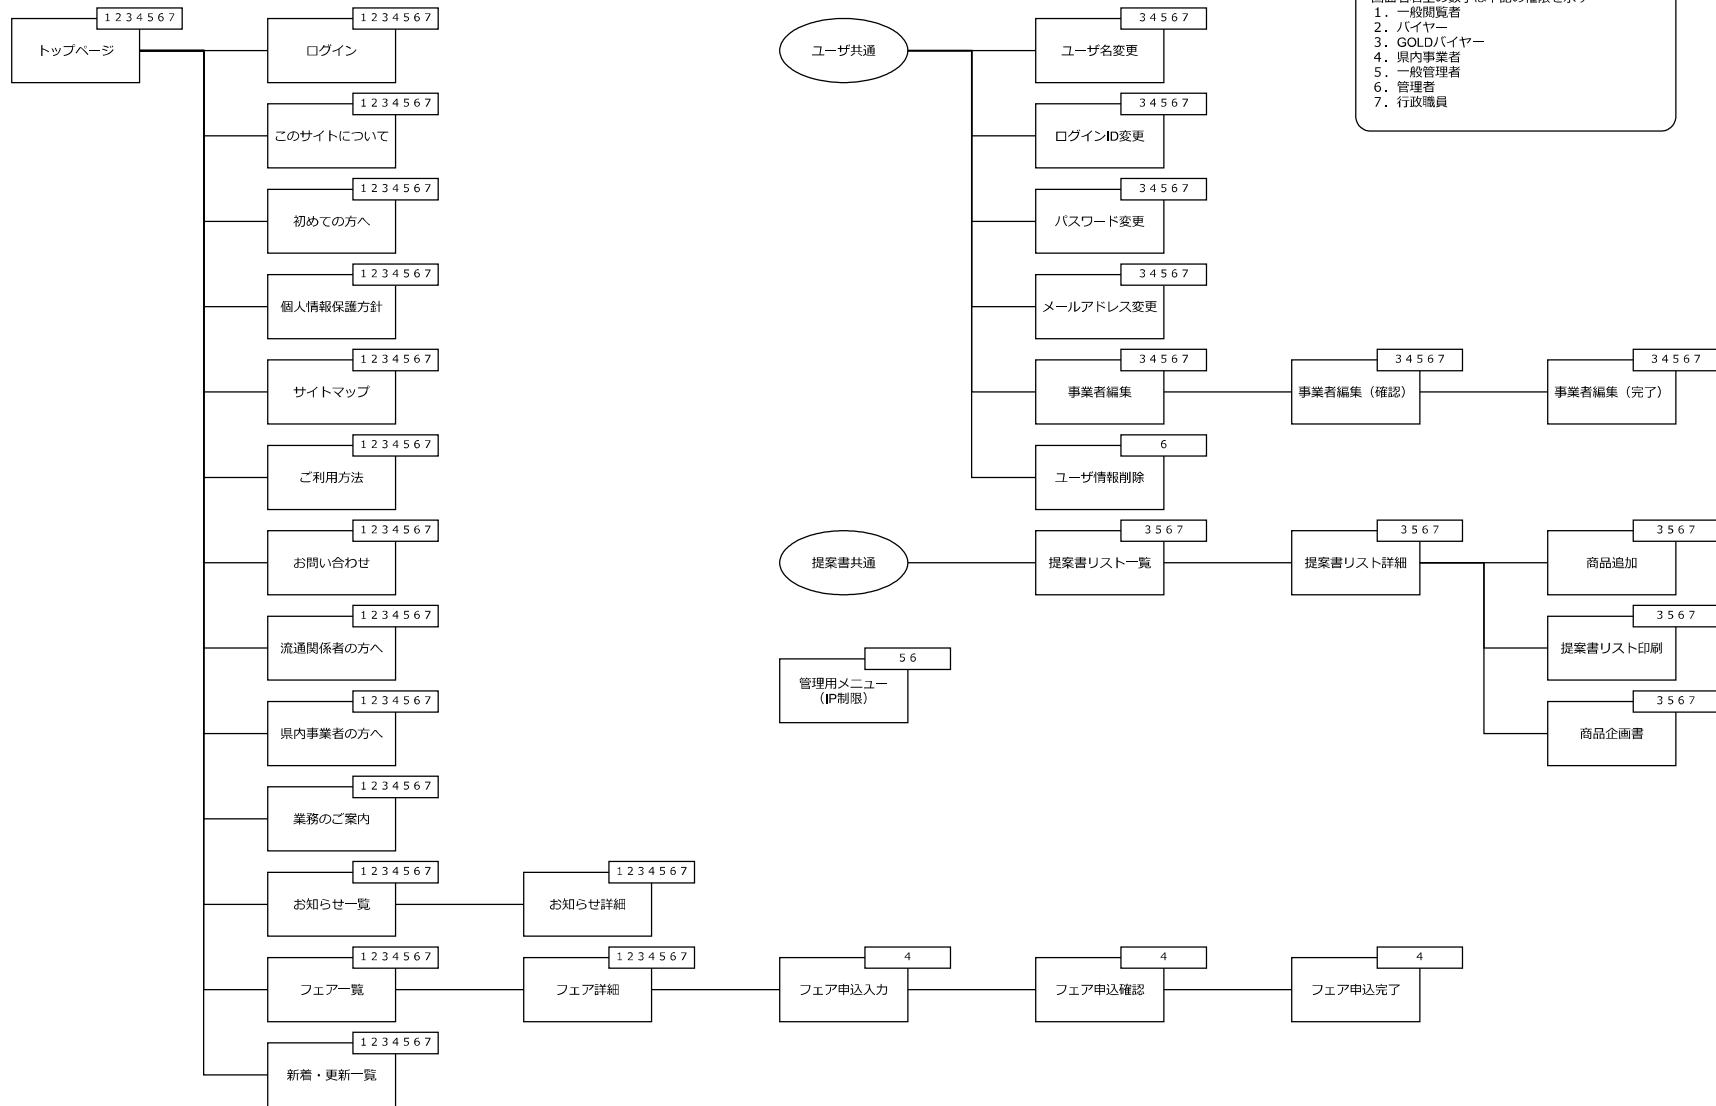 1 2 3 4 5 6 7
トップページ
1 2 3 4 5 6 7
ログイン
1 2 3 4 5 6 7
このサイトについて
1 2 3 4 5 6 7
初めての方へ
1 2 3 4 5 6 7
個人情報保護方針
1 2 3 4 5 6 7
サイトマップ
1 2 3 4 5 6 7
ご利用方法
1 2 3 4 5 6 7
お問い合わせ
1 2 3 4 5 6 7
流通関係者の方へ
1 2 3 4 5 6 7
県内事業者の方へ
1 2 3 4 5 6 7
業務のご案内
1 2 3 4 5 6 7
お知らせ一覧
1 2 3 4 5 6 7
お知らせ詳細
1 2 3 4 5 6 7
フェア一覧
1 2 3 4 5 6 7
フェア詳細
4
フェア申込入力
4
フェア申込確認
4
フェア申込完了
1 2 3 4 5 6 7
新着・更新一覧
ユーザ共通
3 4 5 6 7
ユーザ名変更
3 4 5 6 7
ログインID変更
3 4 5 6 7
パスワード変更
3 4 5 6 7
メールアドレス変更
3 4 5 6 7
事業者編集
3 4 5 6 7
事業者編集（確認）
3 4 5 6 7
事業者編集（完了）
6
ユーザ情報削除
提案書共通
3 5 6 7
提案書リスト一覧
3 5 6 7
提案書リスト詳細
3 5 6 7
商品追加
3 5 6 7
提案書リスト印刷
3 5 6 7
商品企画書
5 6
管理用メニュー
（IP制限）
1．一般閲覧者
2．バイヤー
3．GOLDバイヤー
4．県内事業者
5．一般管理者
6．管理者
7．行政職員